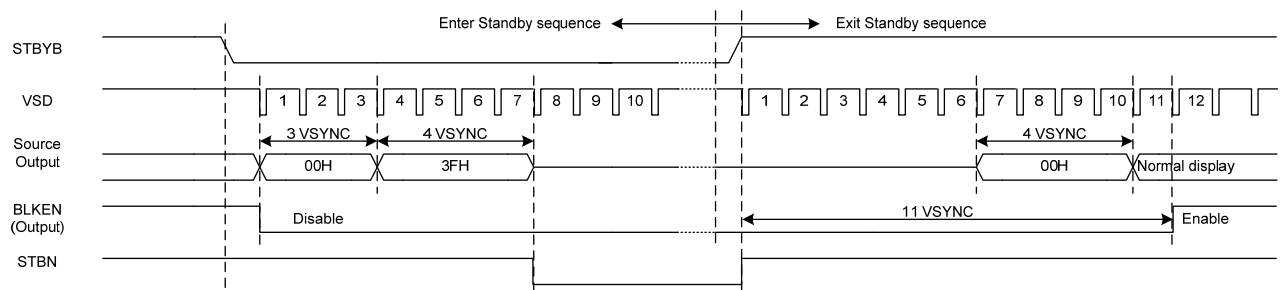 Enter Standby sequence Exit Standby sequence
STBYB
VSD 1 2 3 4 5 6 7 8 9 10 1 2 3 4 5 6 7 8 9 10 11 12
3 VSYNC 4 VSYNC 4 VSYNC
Source
Output 00H 3FH 00H Normal display
BLKEN
(Output) Disable 11 VSYNC Enable
STBN